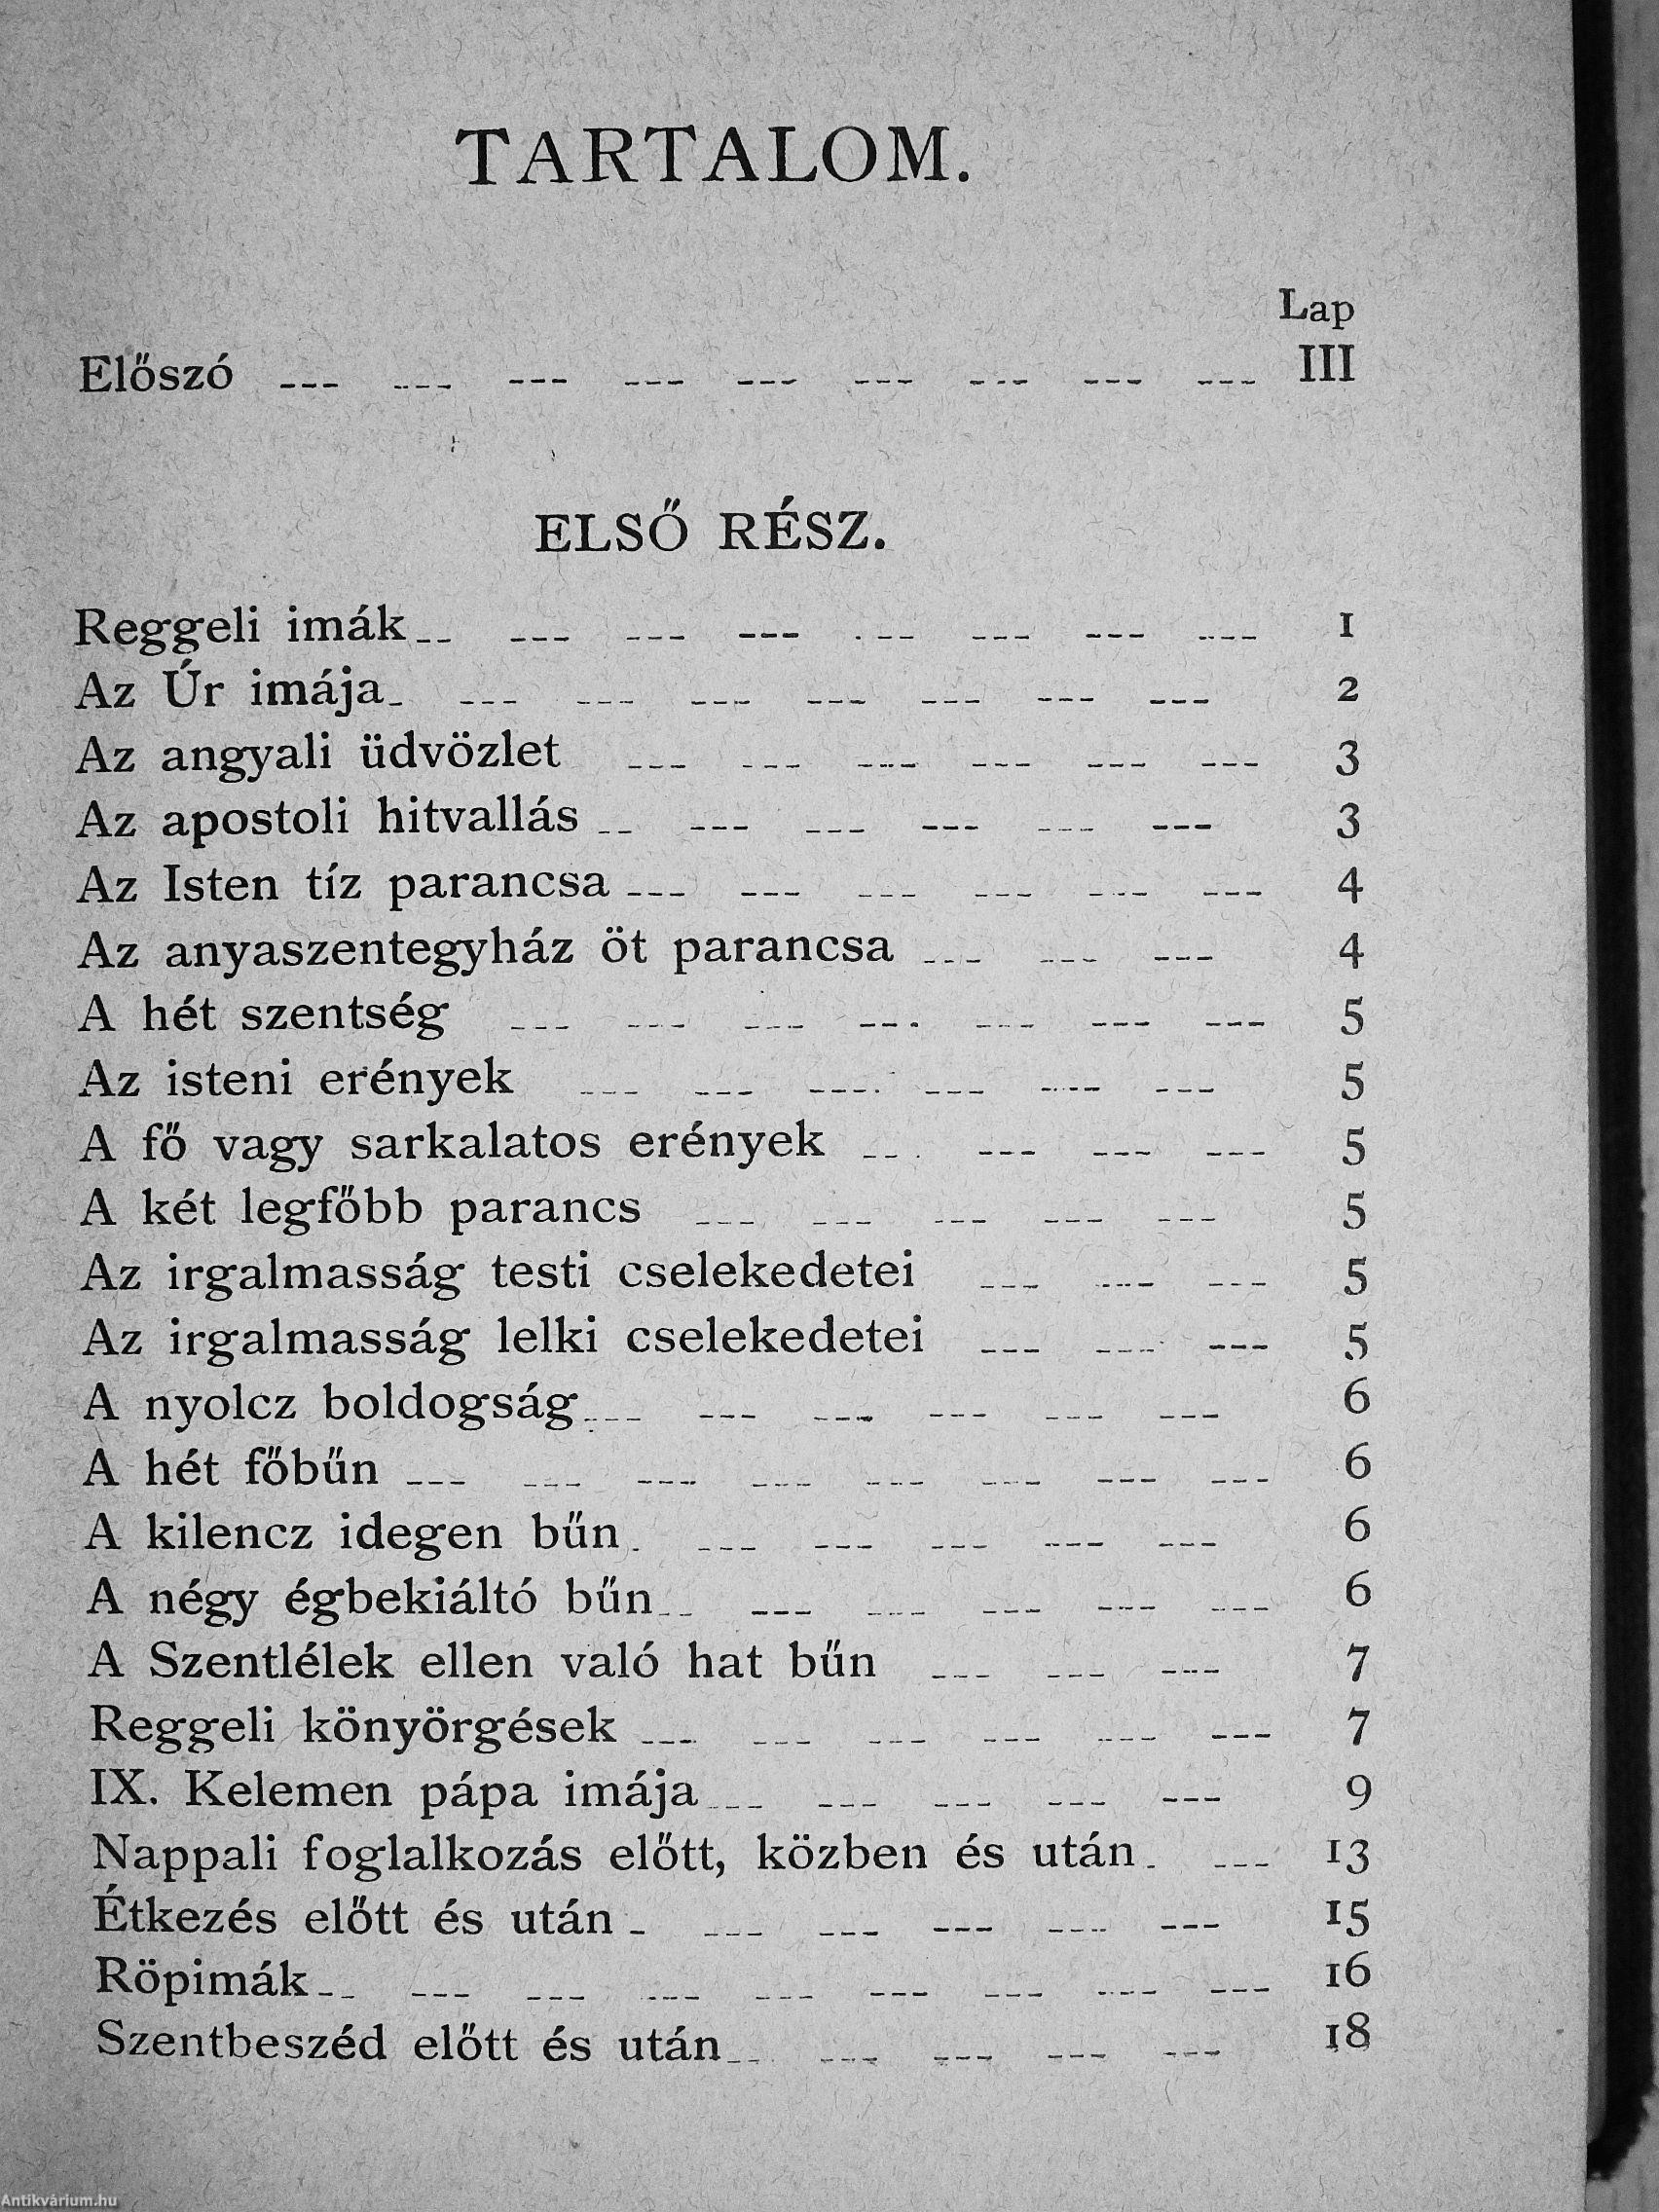 TARTALOM.
Lap
Előszó --- --- --- --- --- --- --- --- --- III
ELSŐ RÉSZ.
Reggeli imák -- --- --- --- --- --- --- --- 1
Az Úr imája - --- --- --- --- --- --- --- 2
Az angyali üdvözlet --- --- --- --- --- --- 3
Az apostoli hitvallás -- --- --- --- --- --- 3
Az Isten tíz parancsa --- --- --- --- --- --- 4
Az anyaszentegyház öt parancsa --- --- --- 4
A hét szentség --- --- --- --- --- --- --- 5
Az isteni erények --- --- --- --- --- --- 5
A fő vagy sarkalatos erények --- --- --- --- 5
A két legfőbb parancs --- --- --- --- --- 5
Az irgalmasság testi cselekedetei --- --- --- 5
Az irgalmasság lelki cselekedetei --- --- --- 5
A nyolcz boldogság --- --- --- --- --- --- 6
A hét főbűn --- --- --- --- --- --- --- --- 6
A kilencz idegen bűn. --- --- --- --- --- 6
A négy égbekiáltó bűn -- --- --- --- --- --- 6
A Szentlélek ellen való hat bűn --- --- --- 7
Reggeli könyörgések --- --- --- --- --- --- 7
IX. Kelemen pápa imája --- --- --- --- --- 9
Nappali foglalkozás előtt, közben és után - --- 13
Étkezés előtt és után - --- --- --- --- --- 15
Röpimák -- --- --- --- --- --- --- --- --- 16
Szentbeszéd előtt és után -- --- --- --- --- 18
Antikvárium.hu